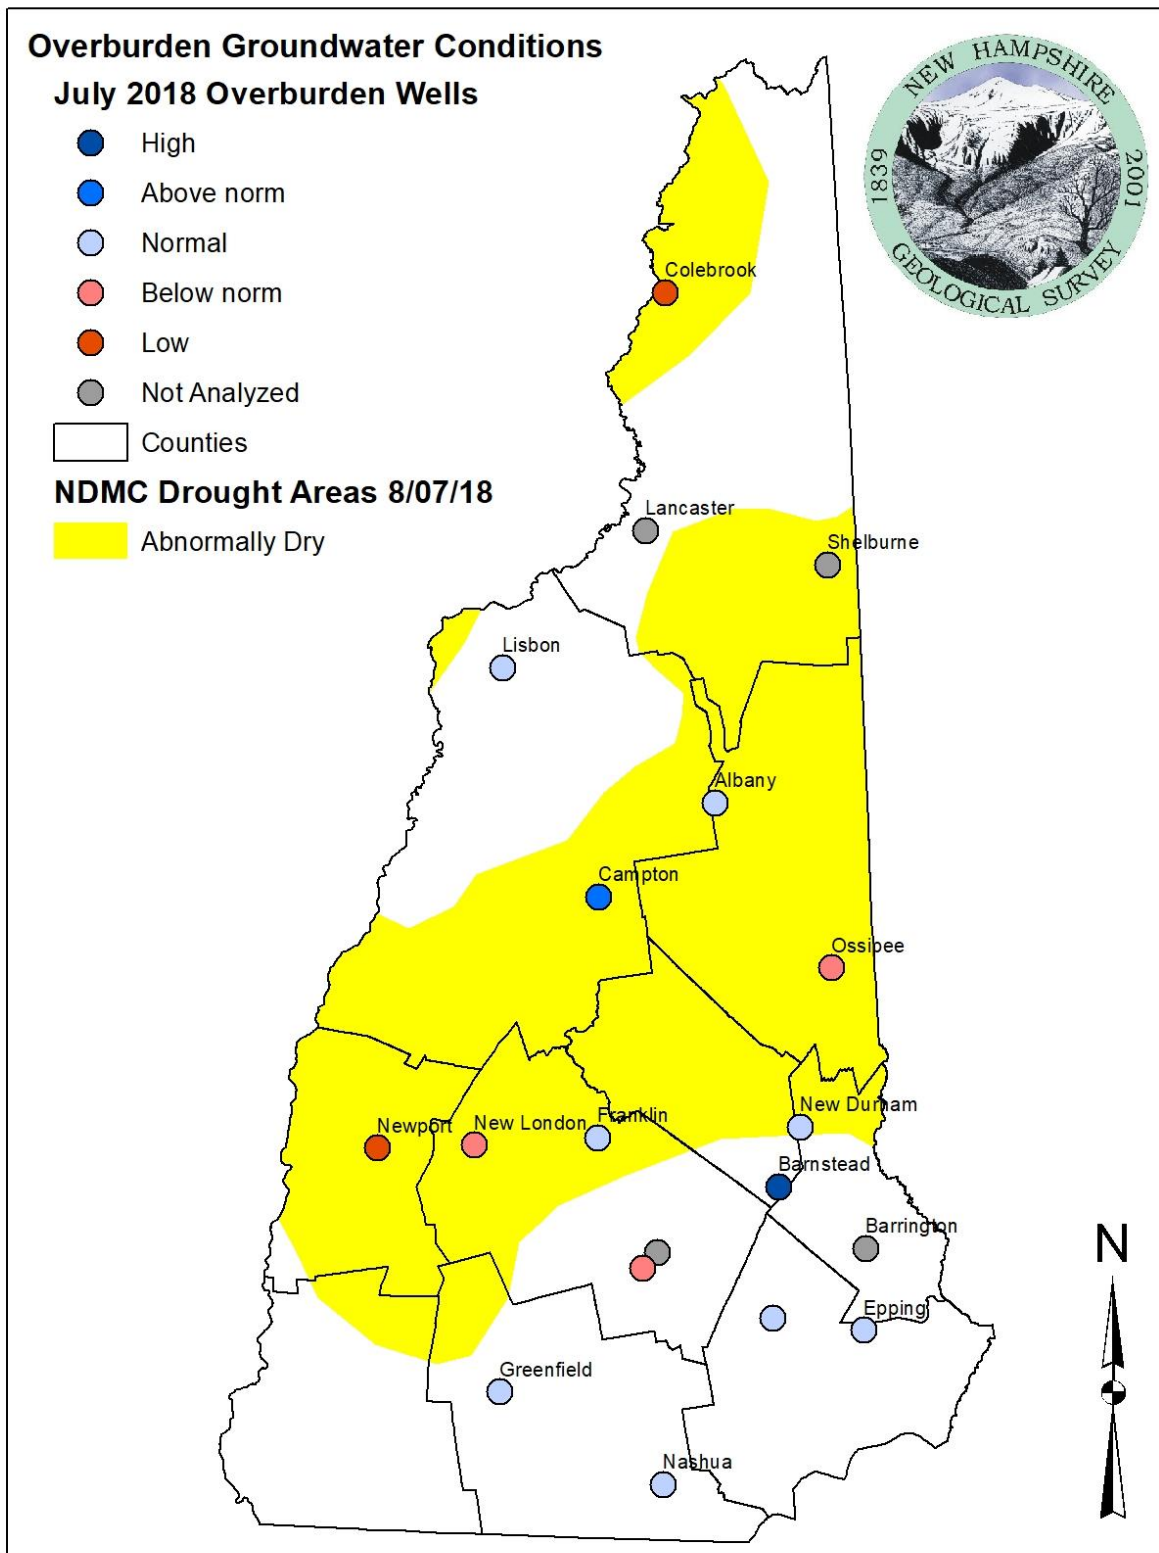 Overburden Groundwater Conditions
July 2018 Overburden Wells
High
Above norm
Normal
Below norm
Low
Not Analyzed
Counties
NDMC Drought Areas 8/07/18
Abnormally Dry
NEW HAMPSHIRE
1839
2001
GEOLOGICAL SURVEY
Colebrook
Lancaster
Shelburne
Lisbon
Albany
Campton
Ossipee
New Durham
Newport
New London
Franklin
Barnstead
Barrington
Epping
Greenfield
Nashua
N